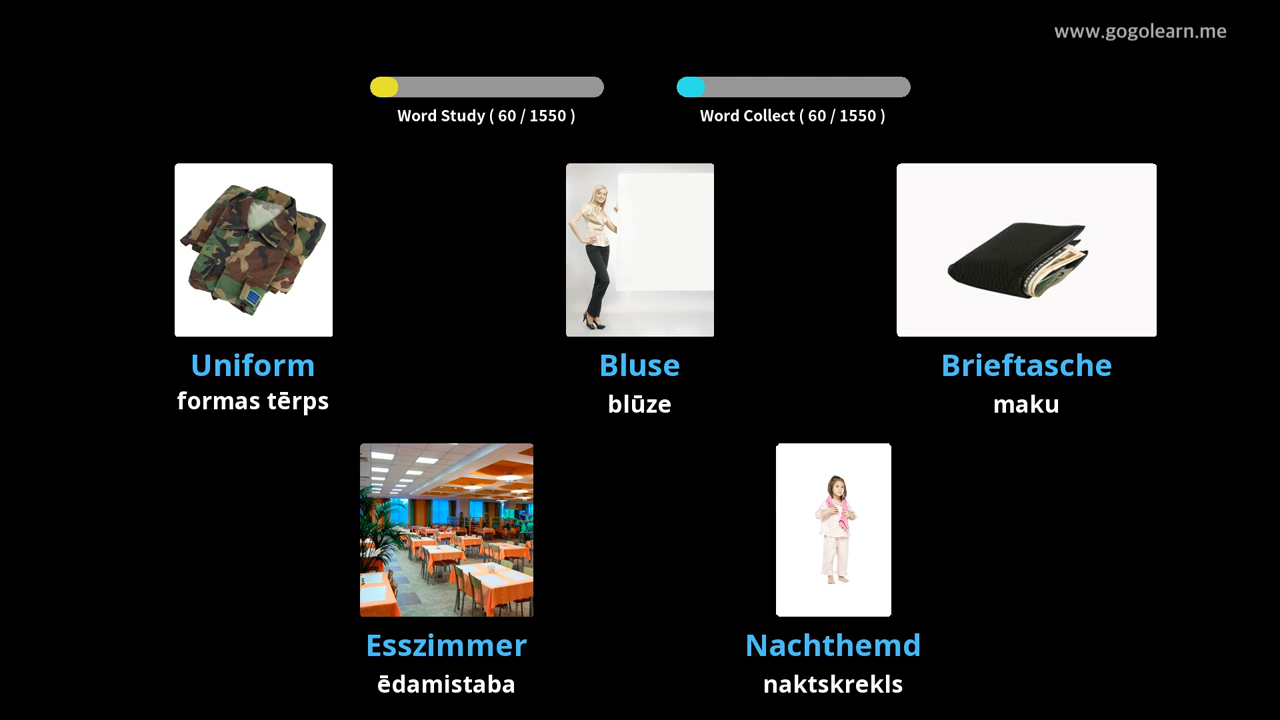 www.gogolearn.me
Word Study ( 60 / 1550 )
Word Collect ( 60 / 1550 )
Uniform
formas tērps
Bluse
blūze
Brieftasche
maku
Esszimmer
ēdamistaba
Nachthemd
naktskrekls